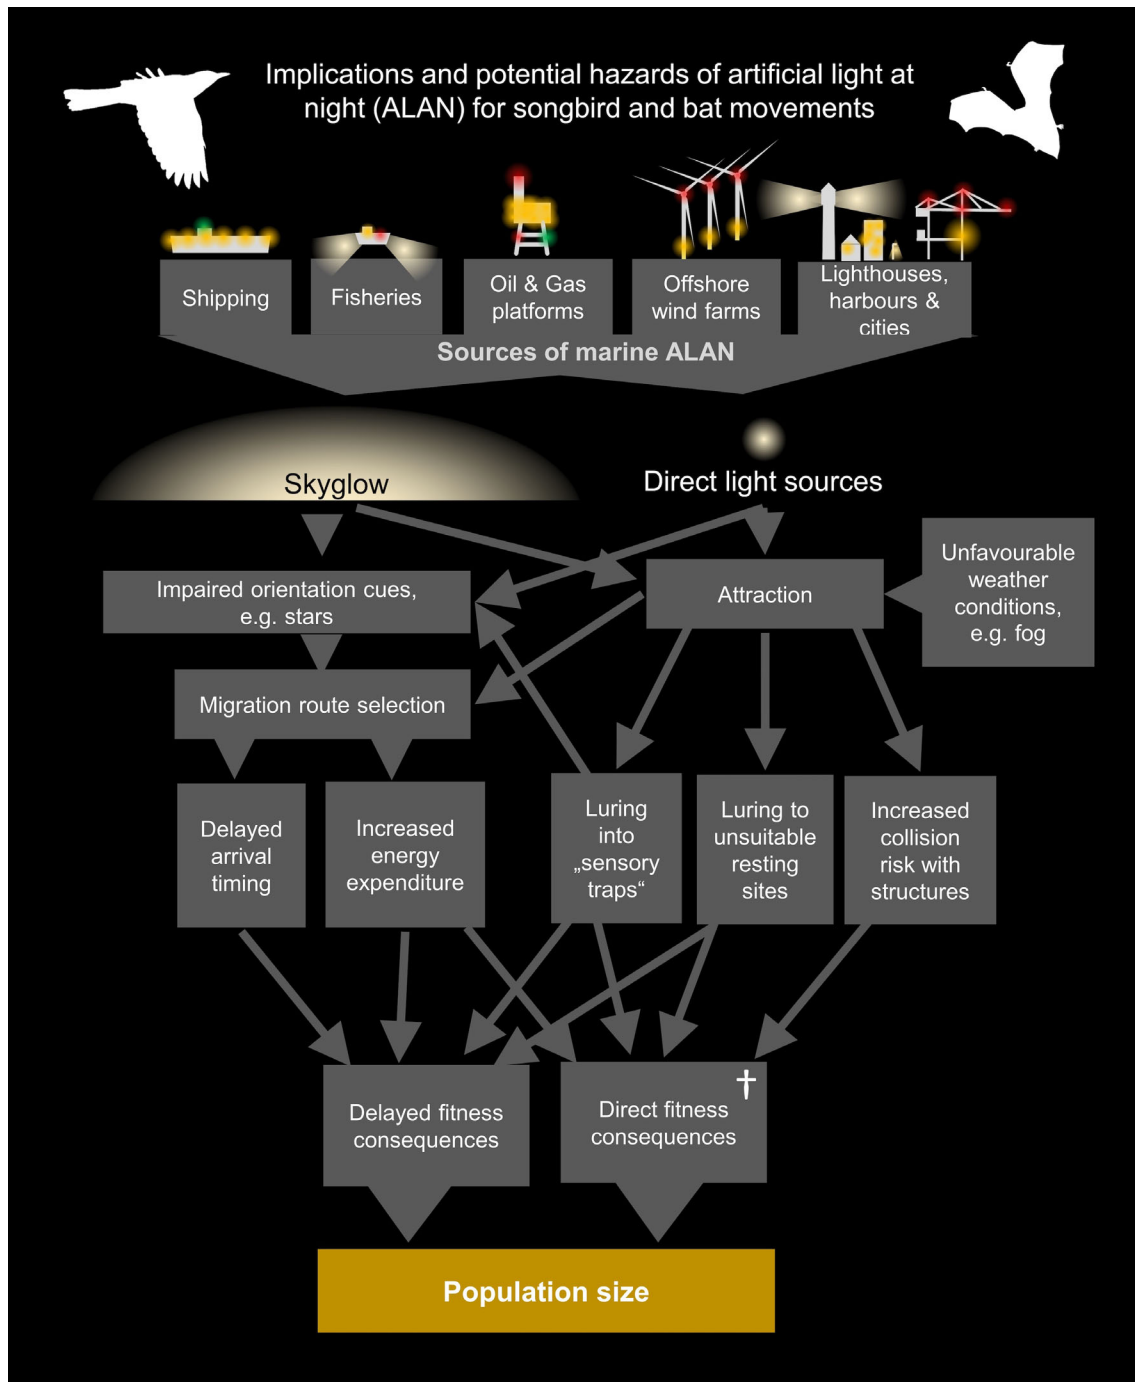 Implications and potential hazards of artificial light at
night (ALAN) for songbird and bat movements
Shipping
Fisheries
Oil & Gas
platforms
Offshore
wind farms
Lighthouses,
harbours &
cities
Sources of marine ALAN
Skyglow
Direct light sources
Impaired orientation cues,
e.g. stars
Attraction
Unfavourable
weather
conditions,
e.g. fog
Migration route selection
Delayed
arrival
timing
Increased
energy
expenditure
Luring
into
„sensory
traps“
Luring to
unsuitable
resting
sites
Increased
collision
risk with
structures
Delayed fitness
consequences
†
Direct fitness
consequences
Population size